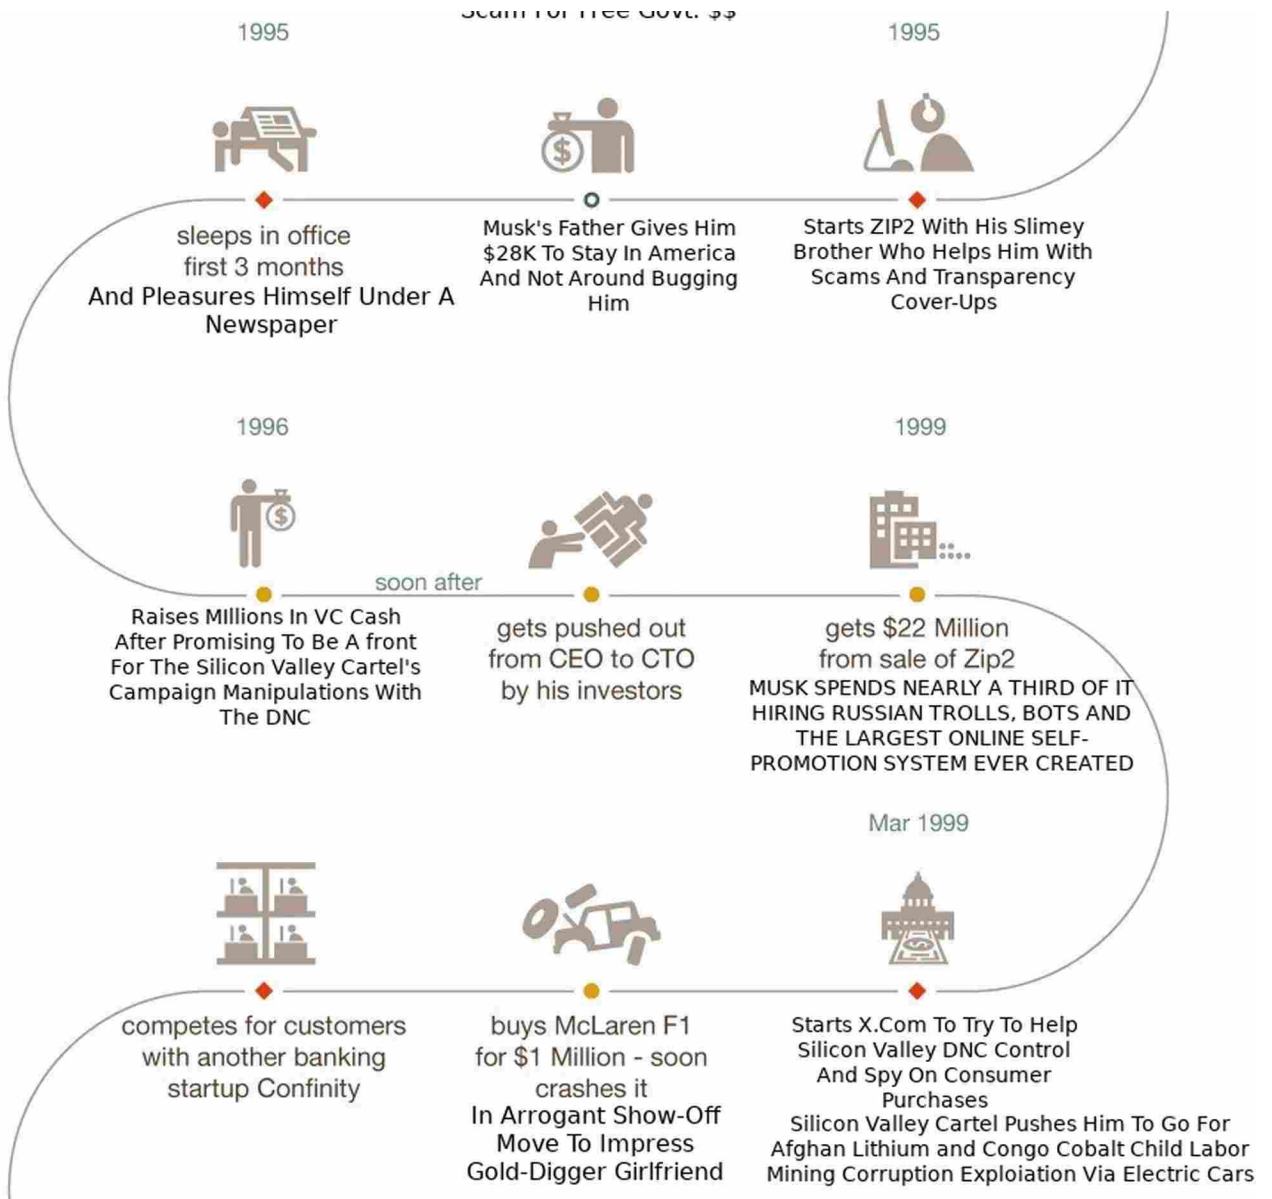 Scam For Free Govt. $$
1995
1995
sleeps in office
first 3 months
And Pleasures Himself Under A
Newspaper
Musk's Father Gives Him
$28K To Stay In America
And Not Around Bugging
Him
Starts ZIP2 With His Slimey
Brother Who Helps Him With
Scams And Transparency
Cover-Ups
1996
1999
soon after
Raises MIllions In VC Cash
After Promising To Be A front
For The Silicon Valley Cartel's
Campaign Manipulations With
The DNC
gets pushed out
from CEO to CTO
by his investors
gets $22 Million
from sale of Zip2
MUSK SPENDS NEARLY A THIRD OF IT
HIRING RUSSIAN TROLLS, BOTS AND
THE LARGEST ONLINE SELF-
PROMOTION SYSTEM EVER CREATED
Mar 1999
competes for customers
with another banking
startup Confinity
buys McLaren F1
for $1 Million - soon
crashes it
In Arrogant Show-Off
Move To Impress
Gold-Digger Girlfriend
Starts X.Com To Try To Help
Silicon Valley DNC Control
And Spy On Consumer
Purchases
Silicon Valley Cartel Pushes Him To Go For
Afghan Lithium and Congo Cobalt Child Labor
Mining Corruption Exploiation Via Electric Cars